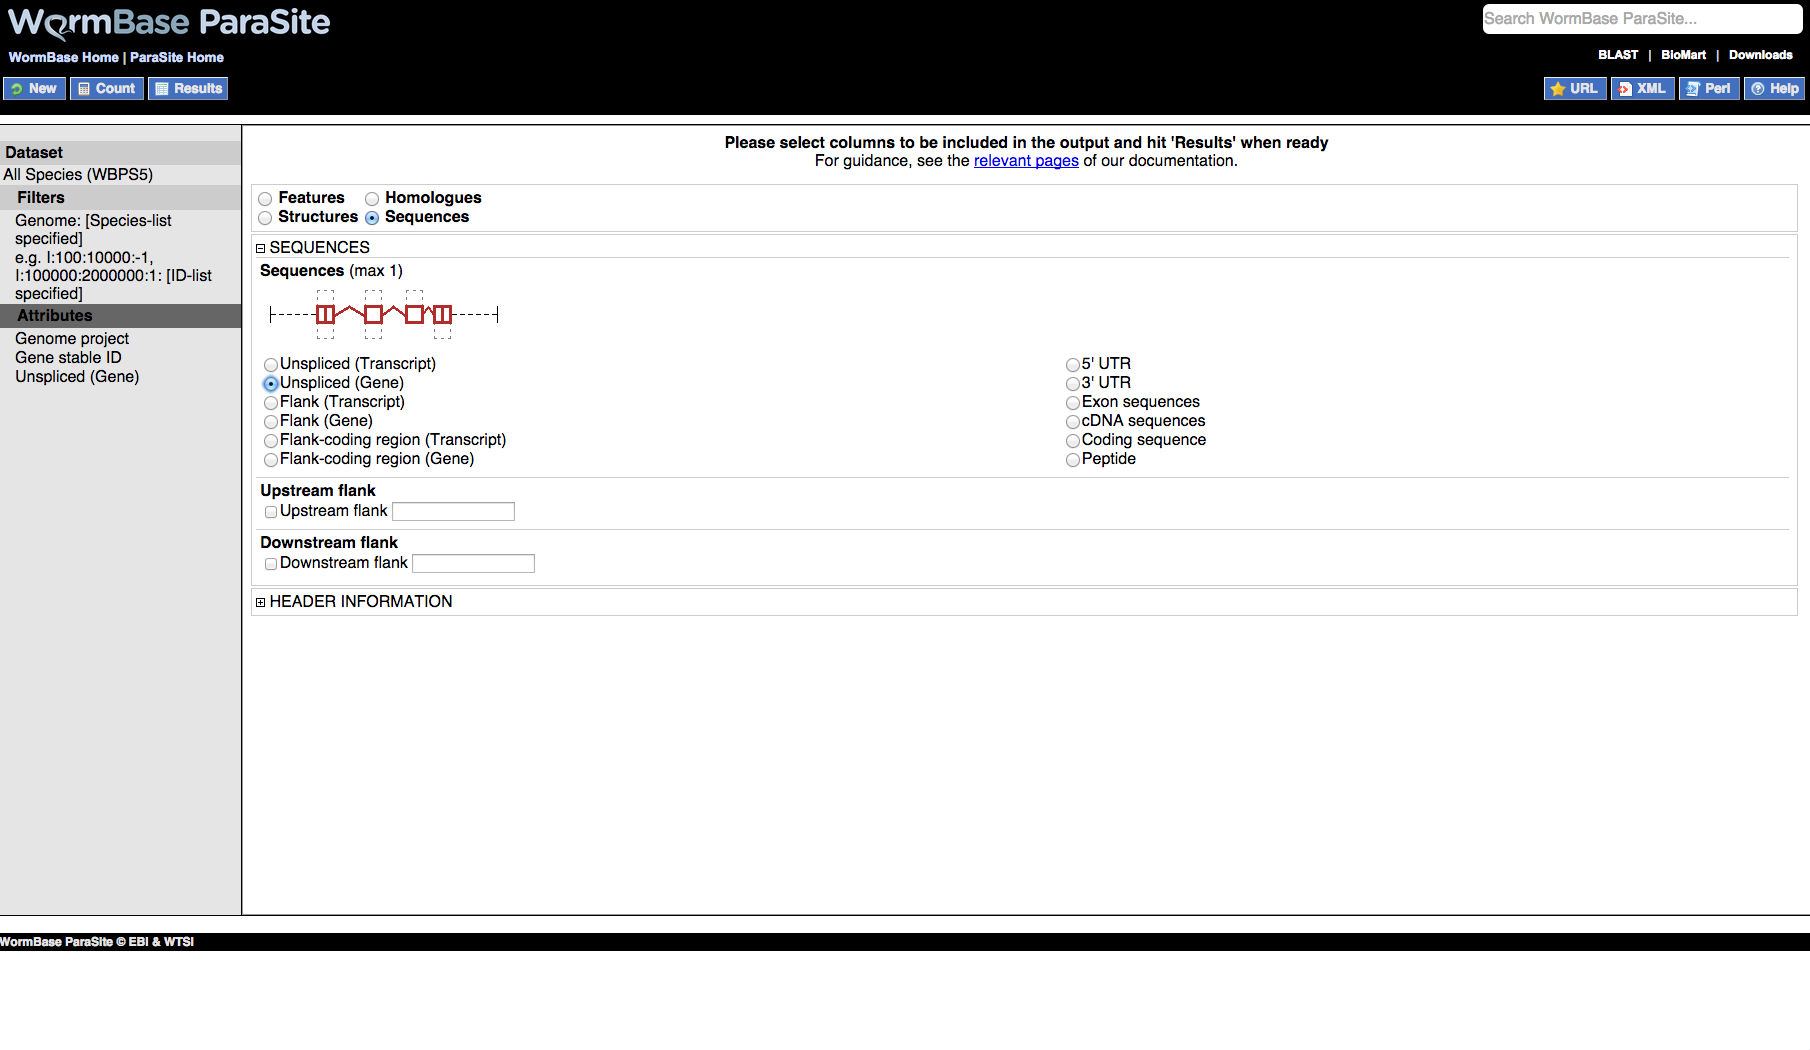 WormBase ParaSite
Search WormBase ParaSite...
WormBase Home | ParaSite Home
BLAST | BioMart | Downloads
New Count Results
URL XML Perl Help
Please select columns to be included in the output and hit 'Results' when ready
For guidance, see the relevant pages of our documentation.
Dataset
All Species (WBPS5)
Filters
Genome: [Species-list
specified]
e.g. I:100:10000:-1,
I:100000:2000000:1: [ID-list
specified]
Attributes
Genome project
Gene stable ID
Unspliced (Gene)
Features Homologues
Structures Sequences
SEQUENCES
Sequences (max 1)
Unspliced (Transcript)
Unspliced (Gene)
Flank (Transcript)
Flank (Gene)
Flank-coding region (Transcript)
Flank-coding region (Gene)
5' UTR
3' UTR
Exon sequences
cDNA sequences
Coding sequence
Peptide
Upstream flank
Upstream flank
Downstream flank
Downstream flank
HEADER INFORMATION
WormBase ParaSite © EBI & WTSI